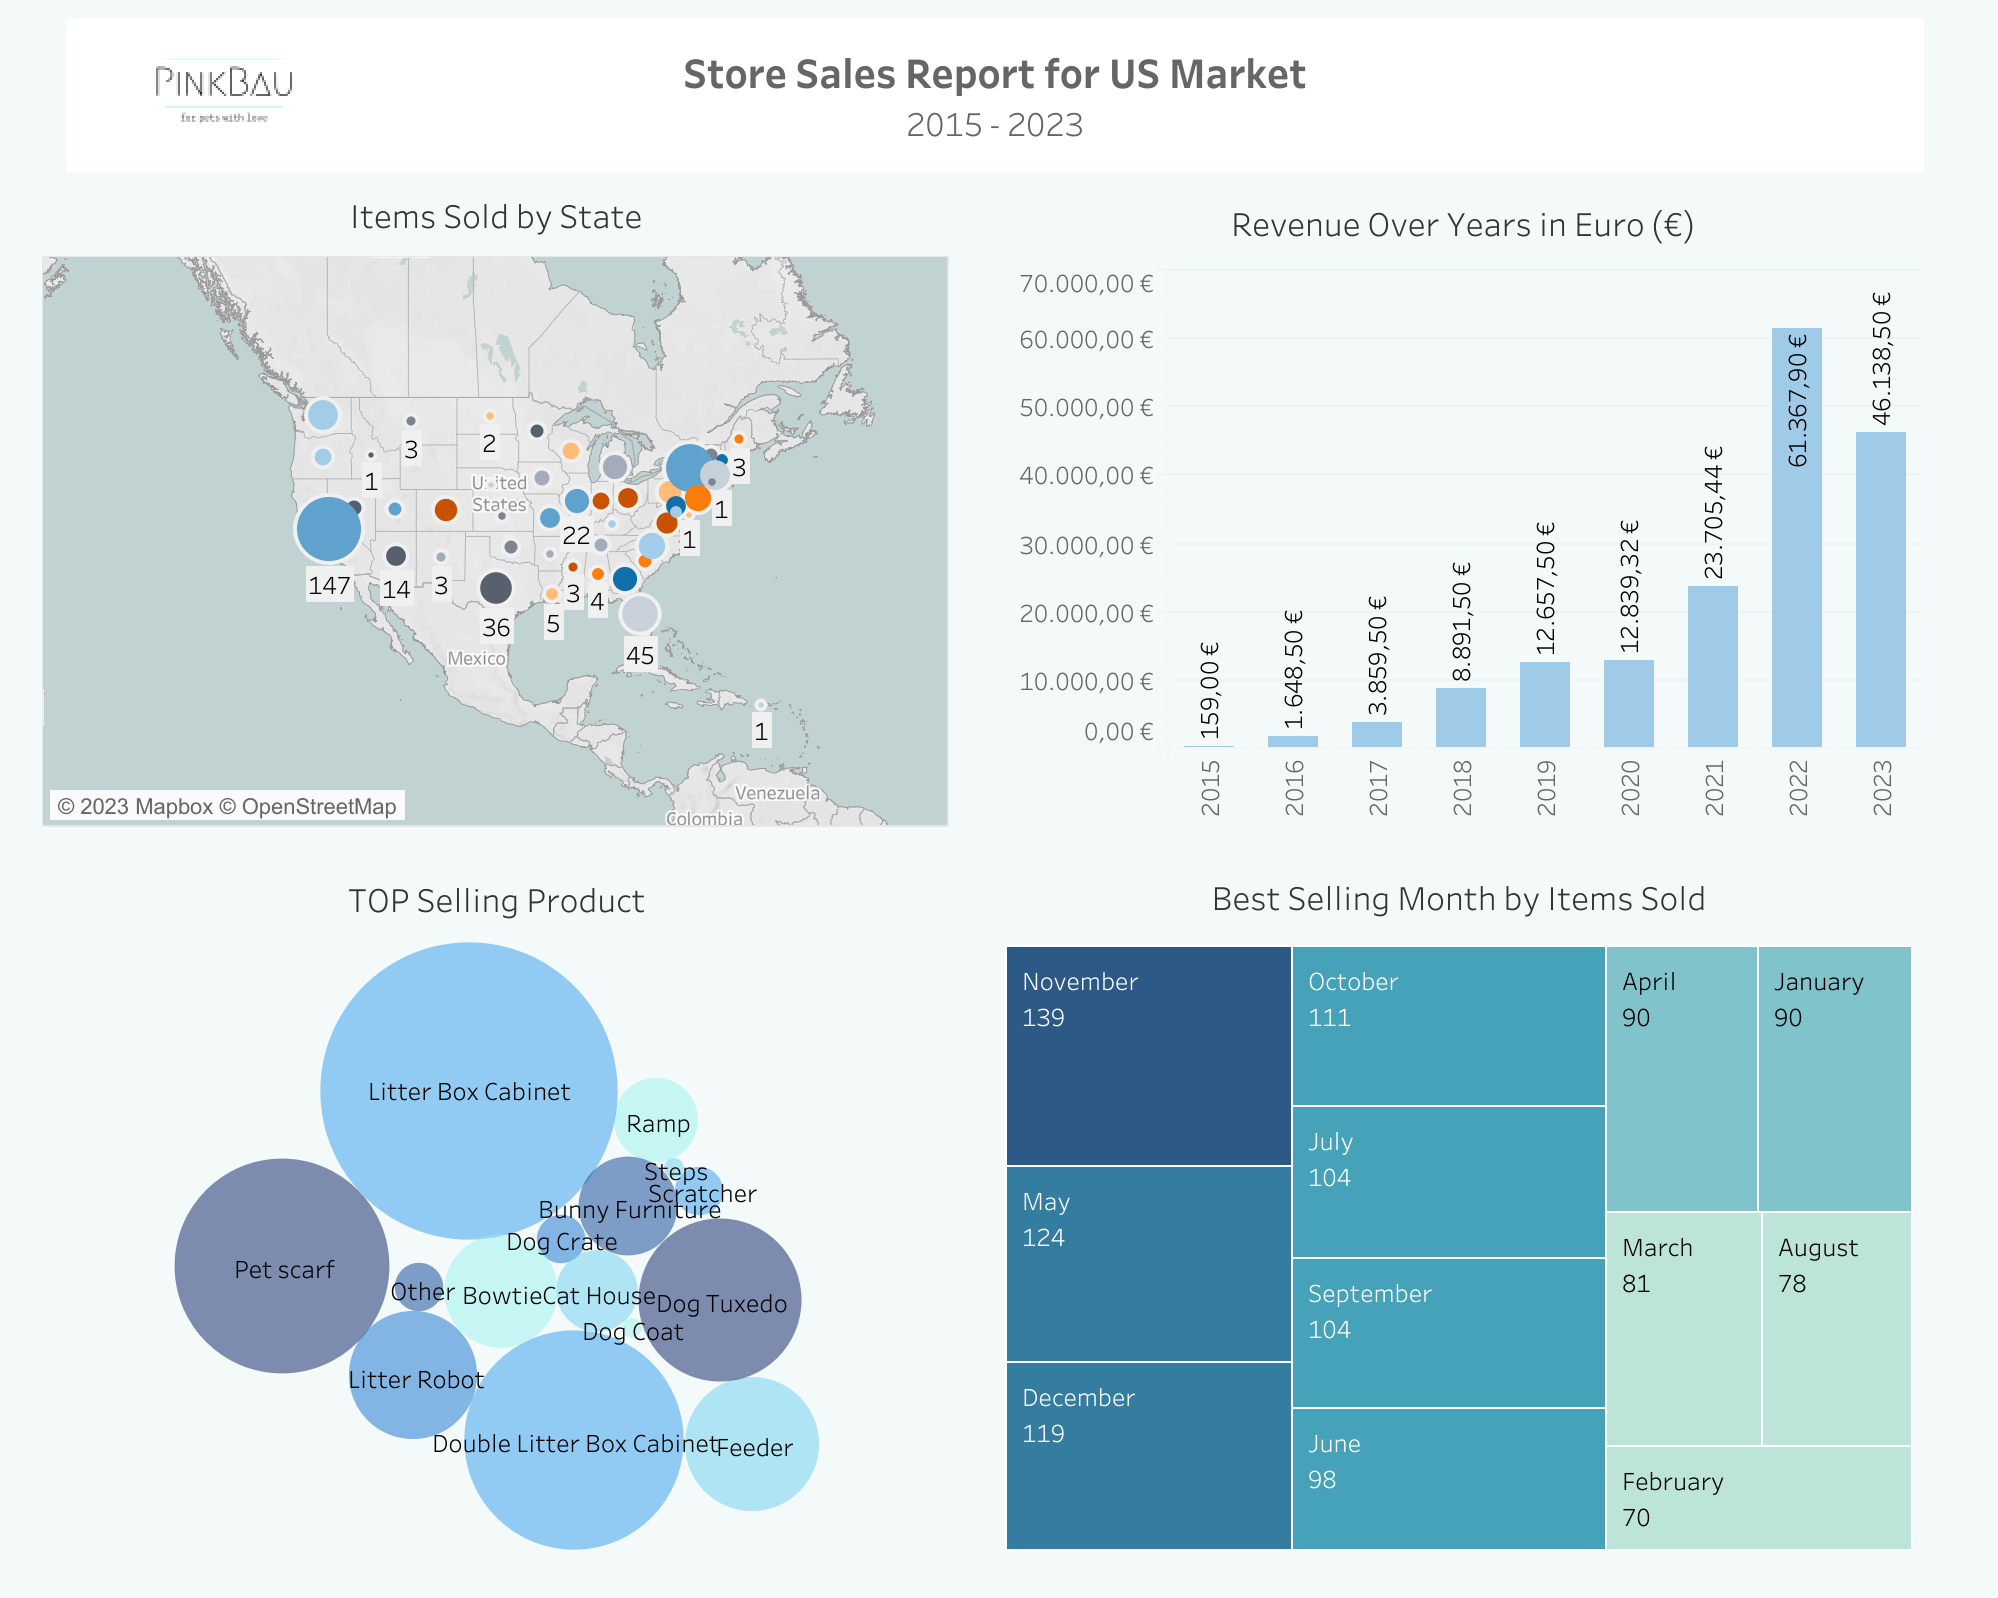 PINKBAU
for pets with love
Store Sales Report for US Market
2015 - 2023
Items Sold by State
3
2
3
1
United
States
1
22
1
147
14
3
3
4
36
5
45
Mexico
1
Venezuela
Colombia
© 2023 Mapbox © OpenStreetMap
Revenue Over Years in Euro (€)
70.000,00 €
60.000,00 €
50.000,00 €
40.000,00 €
30.000,00 €
20.000,00 €
10.000,00 €
0,00 €
159,00 €
1.648,50 €
3.859,50 €
8.891,50 €
12.657,50 €
12.839,32 €
23.705,44 €
61.367,90 €
46.138,50 €
2015
2016
2017
2018
2019
2020
2021
2022
2023
TOP Selling Product
Litter Box Cabinet
Ramp
Steps
Scratcher
Bunny Furniture
Dog Crate
Pet scarf
Other
Bowtie
Cat House
Dog Tuxedo
Dog Coat
Litter Robot
Double Litter Box Cabinet
Feeder
Best Selling Month by Items Sold
November
139
May
124
December
119
October
111
July
104
September
104
June
98
April
90
January
90
March
81
August
78
February
70